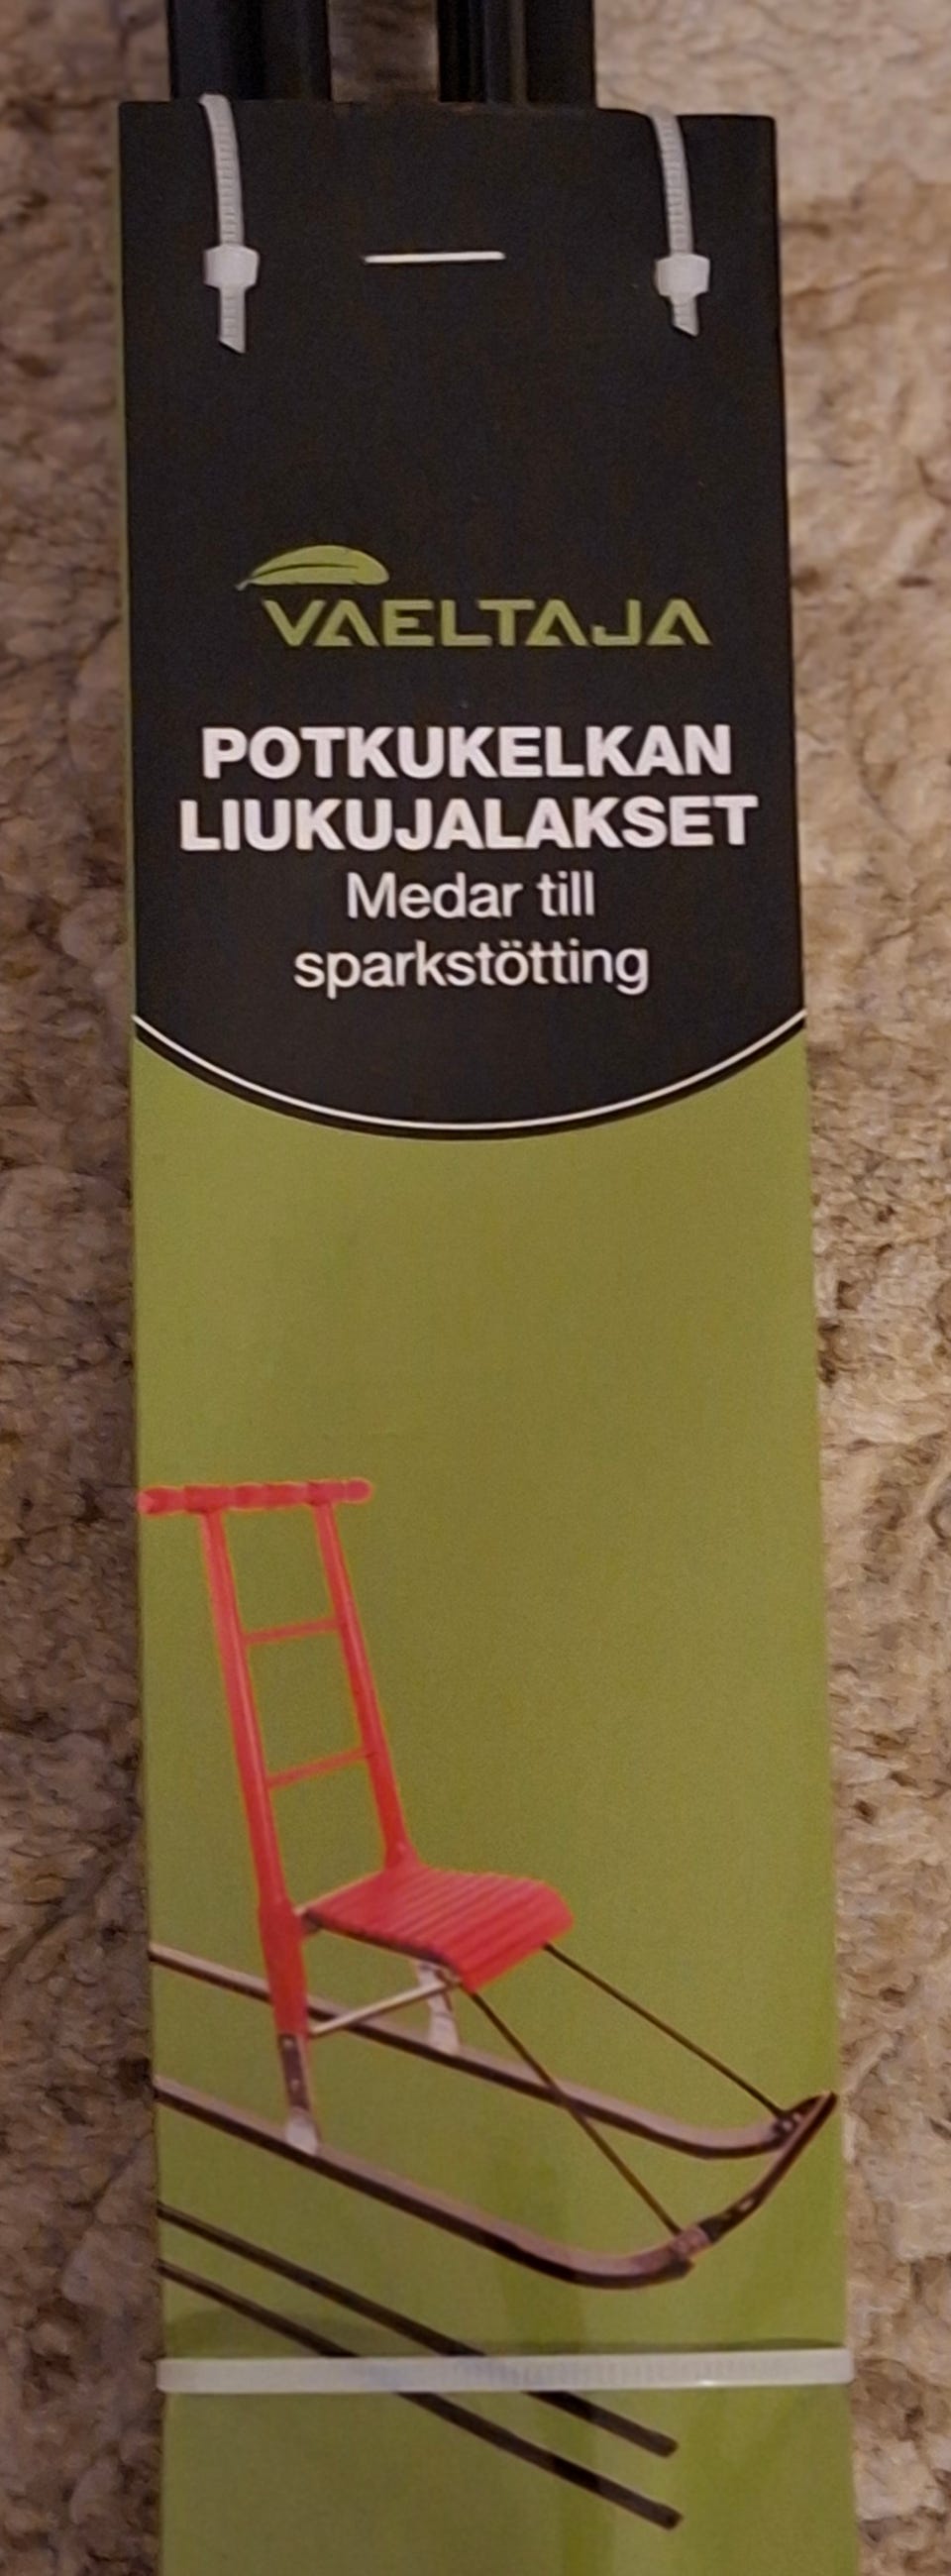 VAELTAJA
POTKUKELKAN
LIUKUJALAKSET
Medar till
sparkstötting